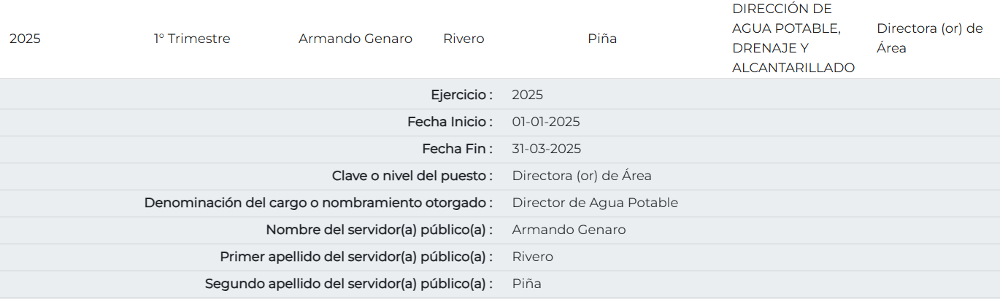 2025 1° Trimestre Armando Genaro Rivero Piña DIRECCIÓN DE AGUA POTABLE, DRENAJE Y ALCANTARILLADO Directora (or) de Área
Ejercicio : 2025
Fecha Inicio : 01-01-2025
Fecha Fin : 31-03-2025
Clave o nivel del puesto : Directora (or) de Área
Denominación del cargo o nombramiento otorgado : Director de Agua Potable
Nombre del servidor(a) público(a) : Armando Genaro
Primer apellido del servidor(a) público(a) : Rivero
Segundo apellido del servidor(a) público(a) : Piña